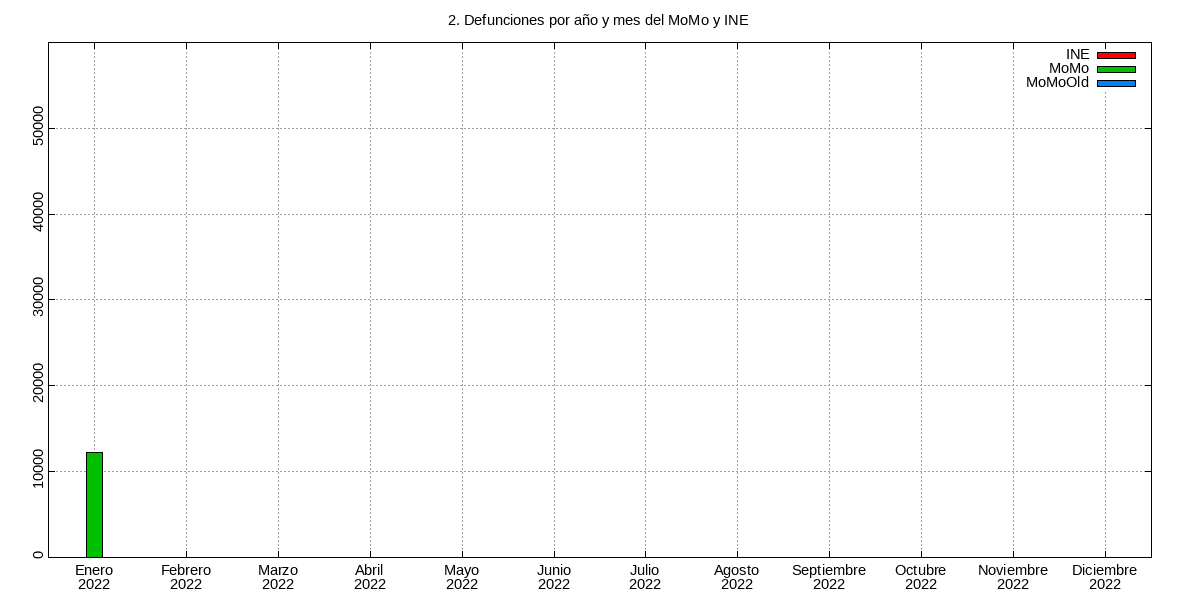 2. Defunciones por año y mes del MoMo y INE
INE
MoMo
MoMoOld
50000
40000
30000
20000
10000
0
Enero Febrero Marzo Abril Mayo Junio Julio Agosto Septiembre Octubre Noviembre Diciembre
2022 2022 2022 2022 2022 2022 2022 2022 2022 2022 2022 2022